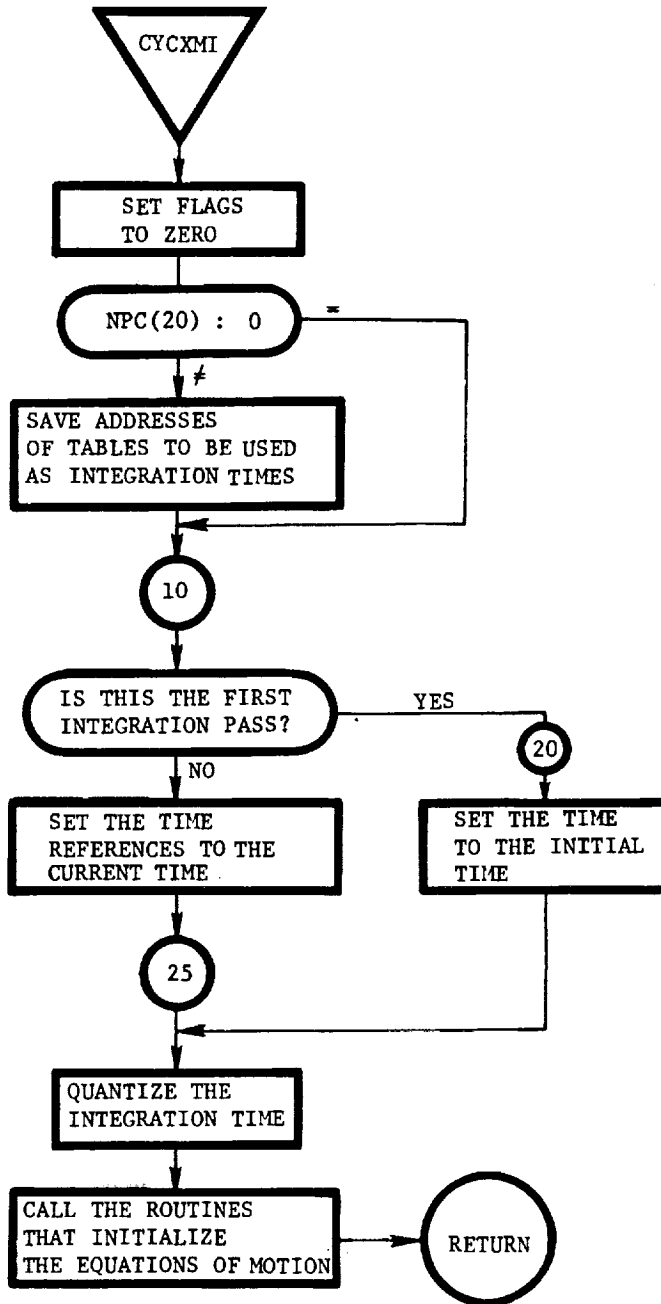 CYCXMI
SET FLAGS
TO ZERO
NPC(20) : 0
=
≠
SAVE ADDRESSES
OF TABLES TO BE USED
AS INTEGRATION TIMES
10
IS THIS THE FIRST
INTEGRATION PASS?
YES
20
NO
SET THE TIME
REFERENCES TO THE
CURRENT TIME
SET THE TIME
TO THE INITIAL
TIME
25
QUANTIZE THE
INTEGRATION TIME
CALL THE ROUTINES
THAT INITIALIZE
THE EQUATIONS OF MOTION
RETURN